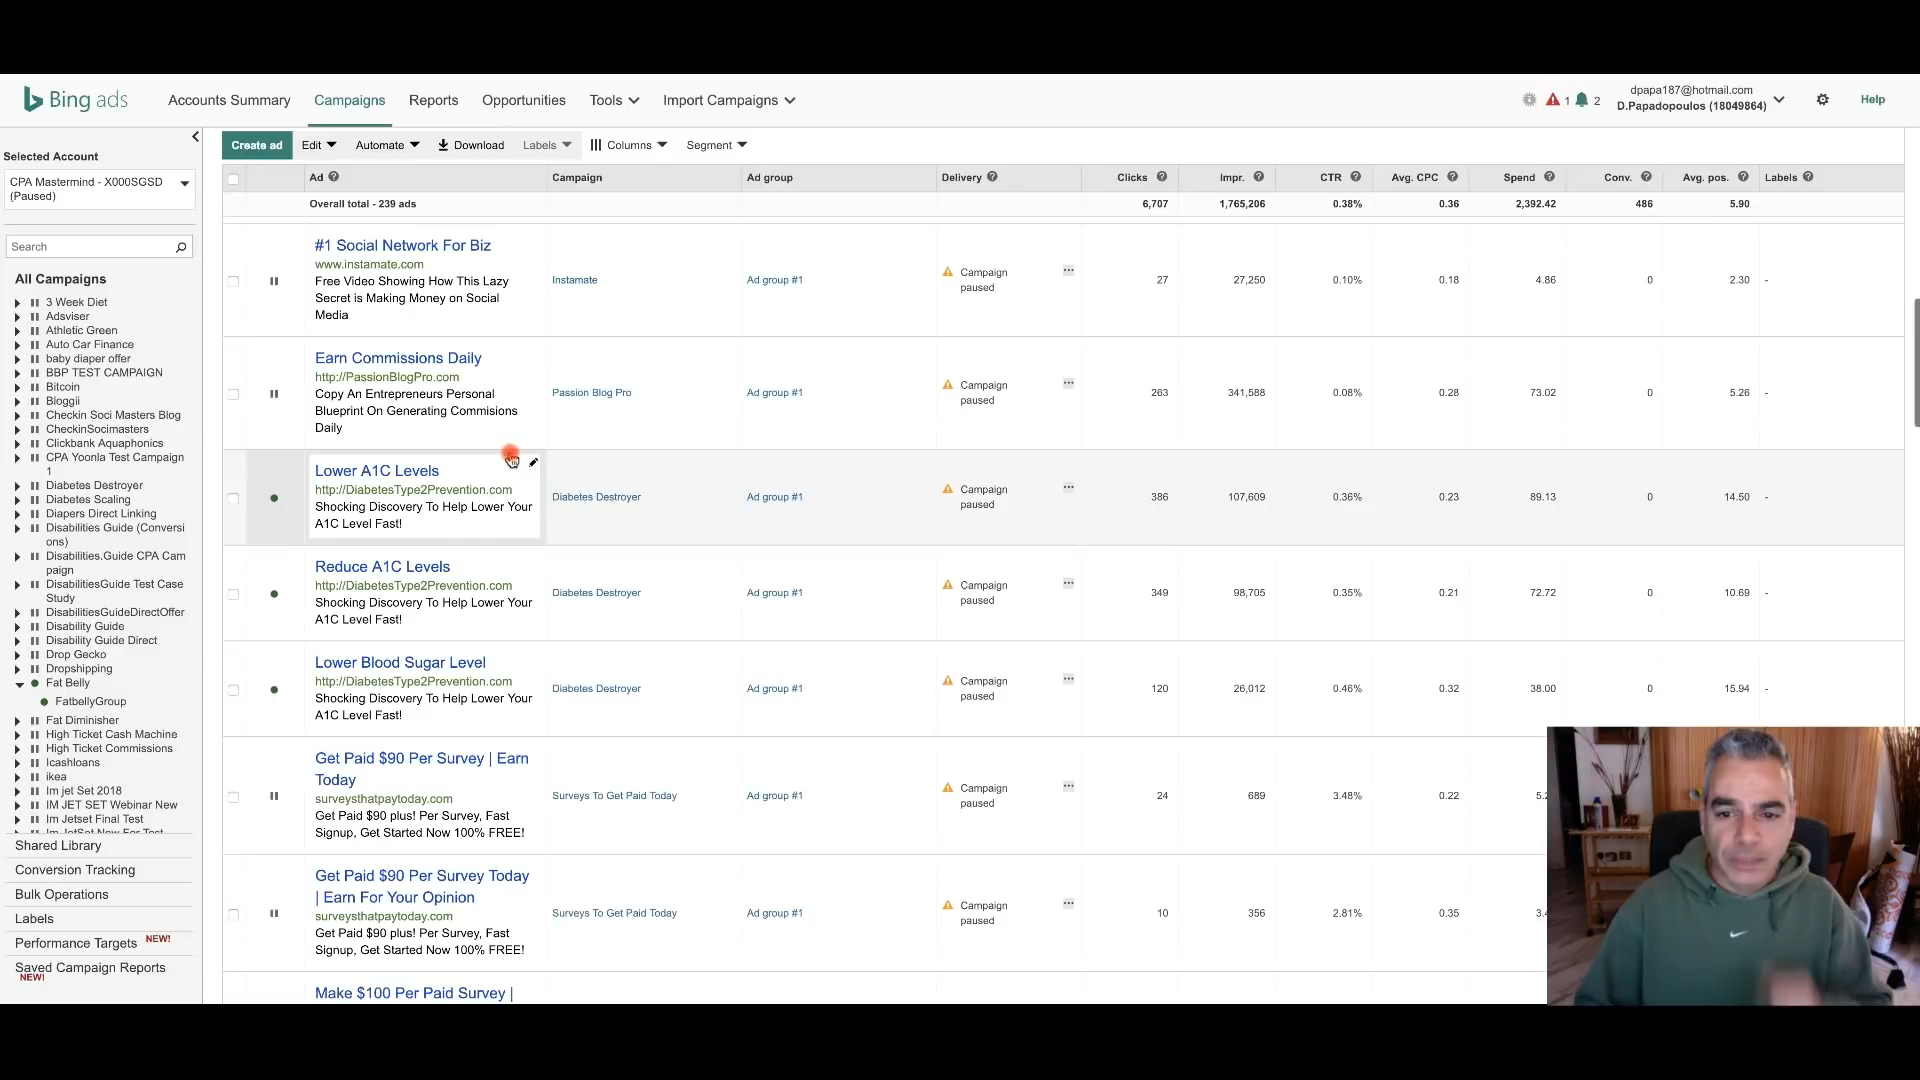 Bing ads
Accounts Summary
Campaigns
Reports
Opportunities
Tools
Import Campaigns
1
2
dpapa187@hotmail.com
D.Papadopoulos (18049864)
Help
Selected Account
CPA Mastermind - X000SGSD
(Paused)
Search
All Campaigns
3 Week Diet
Adsviser
Athletic Green
Auto Car Finance
baby diaper offer
BBP TEST CAMPAIGN
Bitcoin
Bloggii
Checkin Soci Masters Blog
CheckinSocimasters
Clickbank Aquaphonics
CPA Yoonla Test Campaign
1
Diabetes Destroyer
Diabetes Scaling
Diapers Direct Linking
Disabilities Guide (Conversi
ons)
Disabilities.Guide CPA Cam
paign
DisabilitiesGuide Test Case
Study
DisabilitiesGuideDirectOffer
Disability Guide
Disability Guide Direct
Drop Gecko
Dropshipping
Fat Belly
FatbellyGroup
Fat Diminisher
High Ticket Cash Machine
High Ticket Commissions
Icashloans
ikea
Im jet Set 2018
IM JET SET Webinar New
Im Jetset Final Test
Im JetSet New For Test
Shared Library
Conversion Tracking
Bulk Operations
Labels
Performance Targets NEW!
Saved Campaign Reports
NEW!
Create ad
Edit
Automate
Download
Labels
Columns
Segment
Ad Campaign Ad group Delivery Clicks Impr. CTR Avg. CPC Spend Conv. Avg. pos. Labels
Overall total - 239 ads 6,707 1,765,206 0.38% 0.36 2,392.42 486 5.90
#1 Social Network For Biz
www.instamate.com
Free Video Showing How This Lazy
Secret is Making Money on Social
Media
Instamate Ad group #1 Campaign
paused
... 27 27,250 0.10% 0.18 4.86 0 2.30 -
Earn Commissions Daily
http://PassionBlogPro.com
Copy An Entrepreneurs Personal
Blueprint On Generating Commisions
Daily
Passion Blog Pro Ad group #1 Campaign
paused
... 263 341,588 0.08% 0.28 73.02 0 5.26 -
Lower A1C Levels
http://DiabetesType2Prevention.com
Shocking Discovery To Help Lower Your
A1C Level Fast!
Diabetes Destroyer Ad group #1 Campaign
paused
... 386 107,609 0.36% 0.23 89.13 0 14.50 -
Reduce A1C Levels
http://DiabetesType2Prevention.com
Shocking Discovery To Help Lower Your
A1C Level Fast!
Diabetes Destroyer Ad group #1 Campaign
paused
... 349 98,705 0.35% 0.21 72.72 0 10.69 -
Lower Blood Sugar Level
http://DiabetesType2Prevention.com
Shocking Discovery To Help Lower Your
A1C Level Fast!
Diabetes Destroyer Ad group #1 Campaign
paused
... 120 26,012 0.46% 0.32 38.00 0 15.94 -
Get Paid $90 Per Survey | Earn
Today
surveysthatpaytoday.com
Get Paid $90 plus! Per Survey, Fast
Signup, Get Started Now 100% FREE!
Surveys To Get Paid Today Ad group #1 Campaign
paused
... 24 689 3.48% 0.22
Get Paid $90 Per Survey Today
| Earn For Your Opinion
surveysthatpaytoday.com
Get Paid $90 plus! Per Survey, Fast
Signup, Get Started Now 100% FREE!
Surveys To Get Paid Today Ad group #1 Campaign
paused
... 10 356 2.81% 0.35
Make $100 Per Paid Survey |